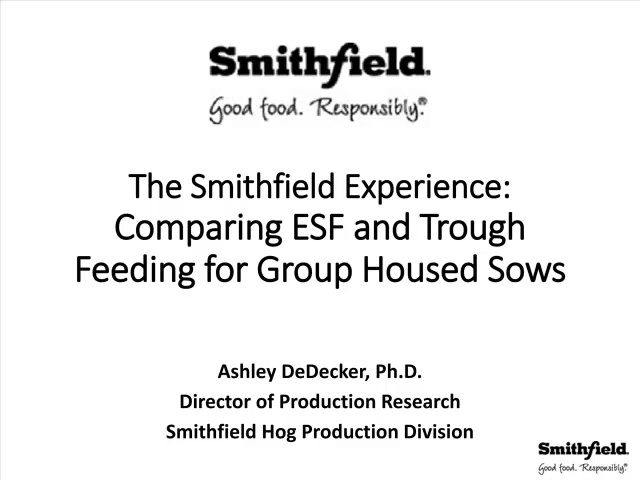 Smithfield.
Good food. Responsibly.®
The Smithfield Experience:
Comparing ESF and Trough
Feeding for Group Housed Sows
Ashley DeDecker, Ph.D.
Director of Production Research
Smithfield Hog Production Division
Smithfield.
Good food. Responsibly.®